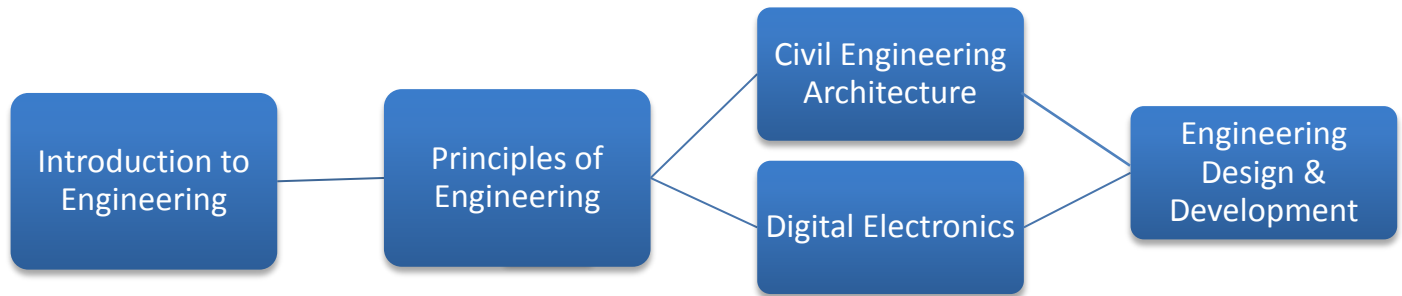 Introduction to
Engineering
Principles of
Engineering
Civil Engineering
Architecture
Digital Electronics
Engineering
Design &
Development